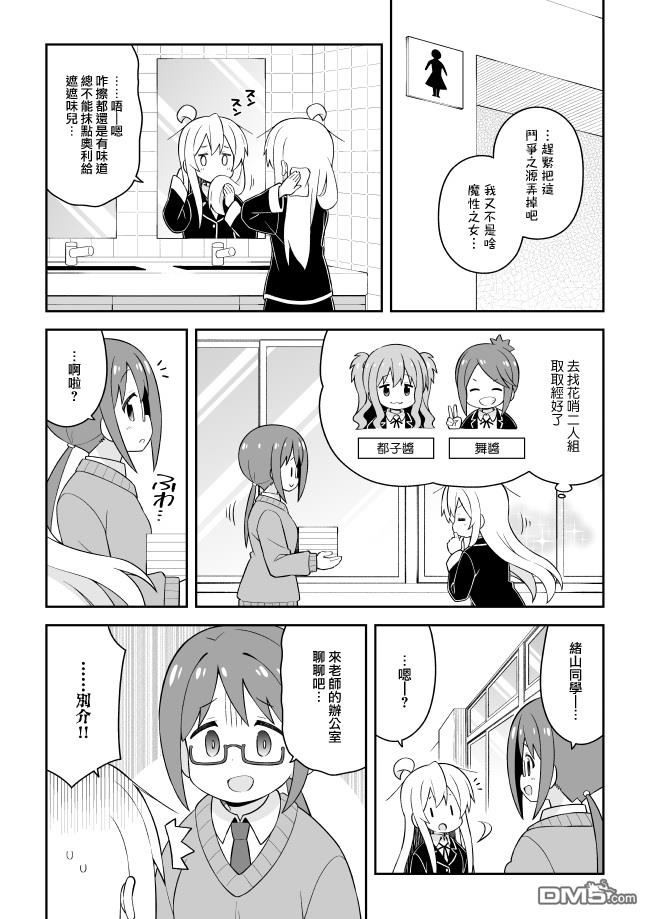 …趕緊把這
鬥爭之源弄掉吧
我又不是啥
魔性之女…
……唔—嗯
咋擦都還是有味道
總不能抹點奧利給
遮遮味兒…
スン
スン
去找花哨二人組
取取經好了
舞醬
都子醬
…啊啦?
ふわ…
緒山同學—…
…嗯—?
來老師的辦公室
聊聊吧…
……別介!!
DM5.com